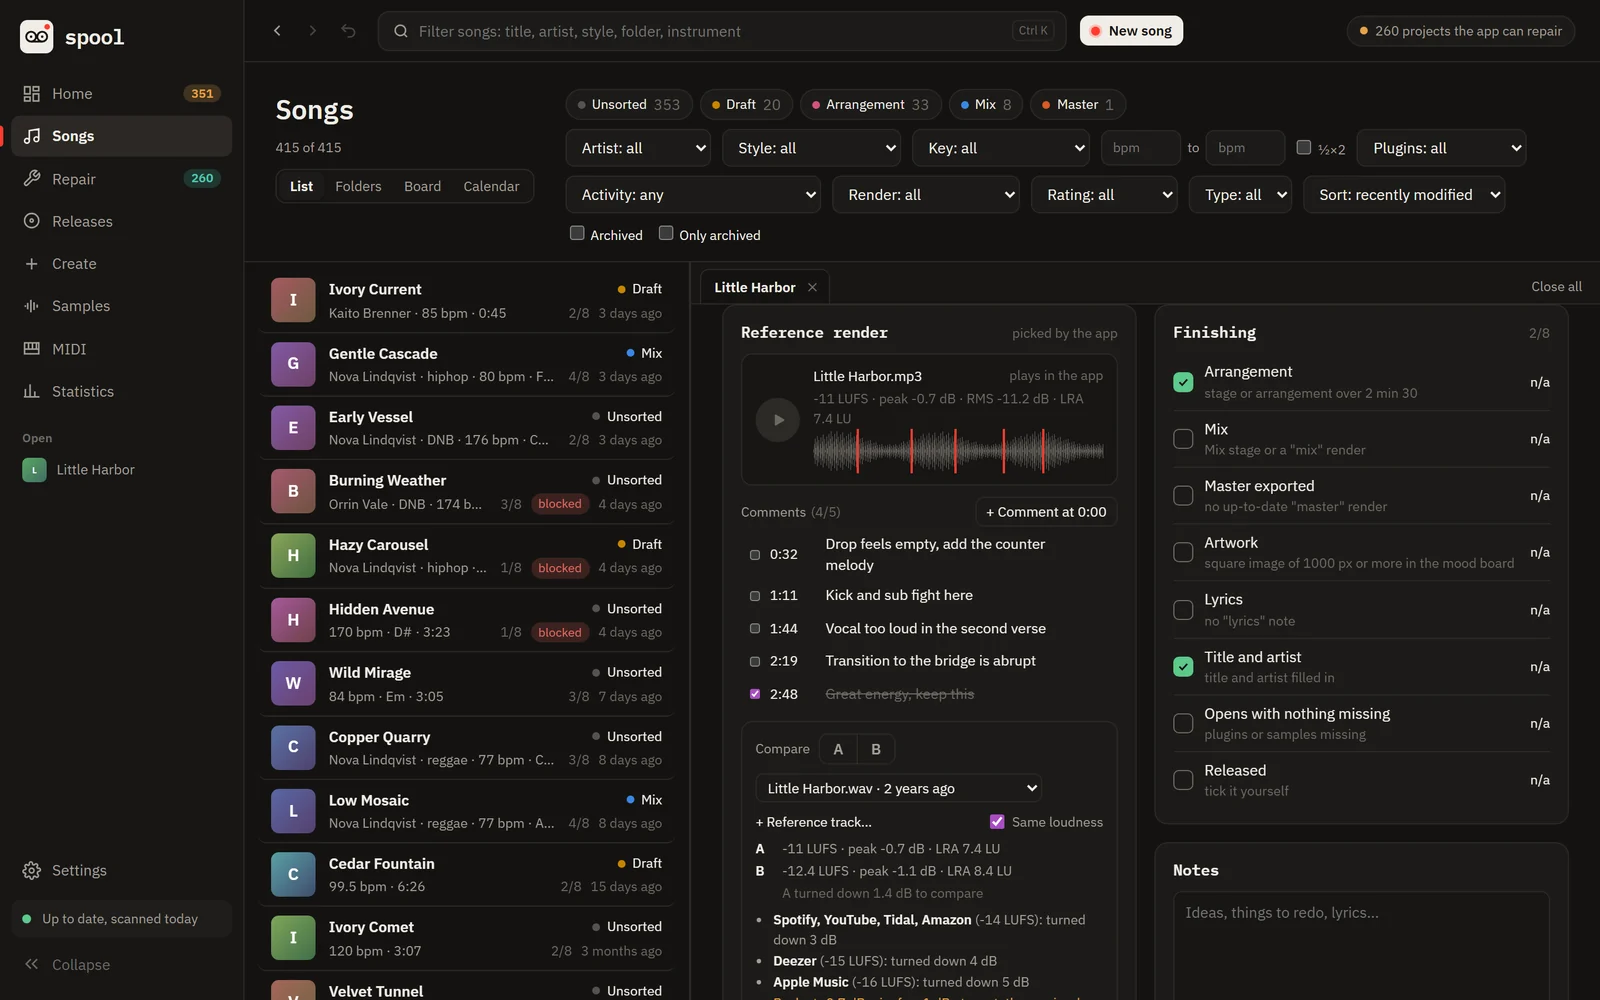 spool
Home 351
Songs
Repair 260
Releases
Create
Samples
MIDI
Statistics
Open
L Little Harbor
Settings
Up to date, scanned today
Collapse
Filter songs: title, artist, style, folder, instrument Ctrl K
New song
260 projects the app can repair
Songs
415 of 415
List Folders Board Calendar
Unsorted 353 Draft 20 Arrangement 33 Mix 8 Master 1
Artist: all Style: all Key: all bpm to bpm ½×2 Plugins: all
Activity: any Render: all Rating: all Type: all Sort: recently modified
Archived Only archived
I Ivory Current Draft
Kaito Brenner · 85 bpm · 0:45 2/8 3 days ago
G Gentle Cascade Mix
Nova Lindqvist · hiphop · 80 bpm · F... 4/8 3 days ago
E Early Vessel Unsorted
Nova Lindqvist · DNB · 176 bpm · C... 2/8 3 days ago
B Burning Weather Unsorted
Orrin Vale · DNB · 174 b... 3/8 blocked 4 days ago
H Hazy Carousel Draft
Nova Lindqvist · hiphop ·... 1/8 blocked 4 days ago
H Hidden Avenue Unsorted
170 bpm · D# · 3:23 1/8 blocked 4 days ago
W Wild Mirage Unsorted
84 bpm · Em · 3:05 3/8 7 days ago
C Copper Quarry Unsorted
Nova Lindqvist · reggae · 77 bpm · C... 3/8 8 days ago
L Low Mosaic Mix
Nova Lindqvist · reggae · 77 bpm · A... 4/8 8 days ago
C Cedar Fountain Draft
99.5 bpm · 6:26 2/8 15 days ago
I Ivory Comet Unsorted
120 bpm · 3:07 2/8 3 months ago
Velvet Tunnel Unsorted
Little Harbor × Close all
Reference render picked by the app
Little Harbor.mp3 plays in the app
-11 LUFS · peak -0.7 dB · RMS -11.2 dB · LRA
7.4 LU
Comments (4/5) + Comment at 0:00
0:32 Drop feels empty, add the counter
melody
1:11 Kick and sub fight here
1:44 Vocal too loud in the second verse
2:19 Transition to the bridge is abrupt
2:48 Great energy, keep this
Compare A B
Little Harbor.wav · 2 years ago
+ Reference track... Same loudness
A -11 LUFS · peak -0.7 dB · LRA 7.4 LU
B -12.4 LUFS · peak -1.1 dB · LRA 8.4 LU
A turned down 1.4 dB to compare
• Spotify, YouTube, Tidal, Amazon (-14 LUFS): turned
down 3 dB
• Deezer (-15 LUFS): turned down 4 dB
• Apple Music (-16 LUFS): turned down 5 dB
Finishing 2/8
Arrangement n/a
stage or arrangement over 2 min 30
Mix n/a
Mix stage or a "mix" render
Master exported n/a
no up-to-date "master" render
Artwork n/a
square image of 1000 px or more in the mood board
Lyrics n/a
no "lyrics" note
Title and artist n/a
title and artist filled in
Opens with nothing missing n/a
plugins or samples missing
Released n/a
tick it yourself
Notes
Ideas, things to redo, lyrics...